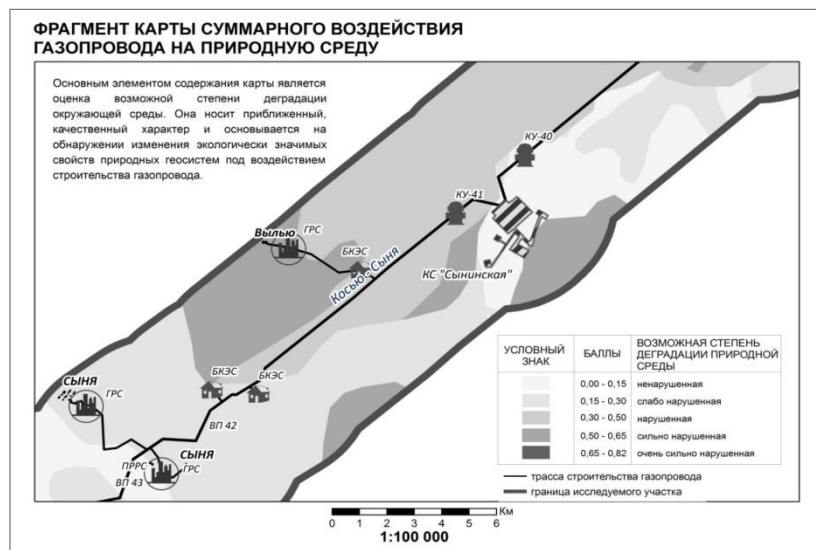 ФРАГМЕНТ КАРТЫ СУММАРНОГО ВОЗДЕЙСТВИЯ
ГАЗОПРОВОДА НА ПРИРОДНУЮ СРЕДУ
Основным элементом содержания карты является
оценка возможной степени деградации
окружающей среды. Она носит приближенный,
качественный характер и основывается на
обнаружении изменения экологически значимых
свойств природных геосистем под воздействием
строительства газопровода.
КУ-40
КУ-41
Вылью
ГРС
БКЭС
Косью - Сыня
КС "Сынинская"
СЫНЯ
ГРС
БКЭС
БКЭС
ВП 42
ПРРС
СЫНЯ
ГРС
ВП 43
УСЛОВНЫЙ ЗНАК
БАЛЛЫ
ВОЗМОЖНАЯ СТЕПЕНЬ
ДЕГРАДАЦИИ ПРИРОДНОЙ
СРЕДЫ
0,00 - 0,15 ненарушенная
0,15 - 0,30 слабо нарушенная
0,30 - 0,50 нарушенная
0,50 - 0,65 сильно нарушенная
0,65 - 0,82 очень сильно нарушенная
трасса строительства газопровода
граница исследуемого участка
Км
0 1 2 3 4 5 6
1:100 000